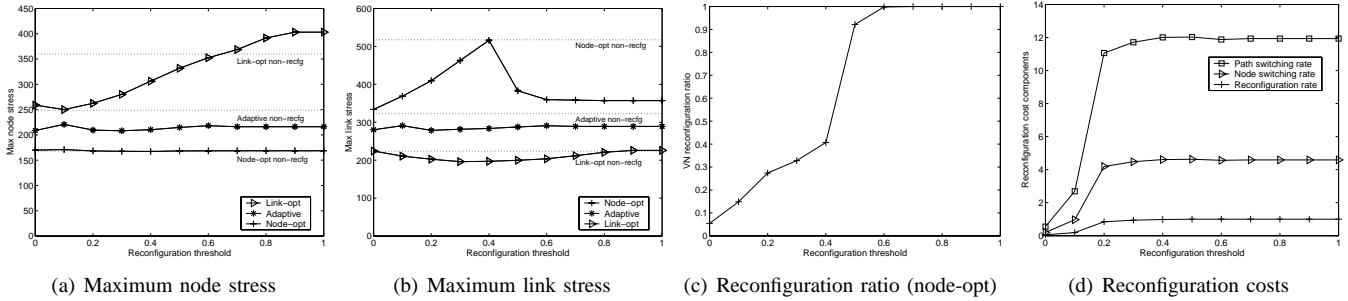 450
400
350
300
250
200
150
100
50
0
Max node stress
Link−opt non−recfg
Adaptive non−recfg
Node−opt non−recfg
Link−opt
Adaptive
Node−opt
0 0.2 0.4 0.6 0.8 1
Reconfiguration threshold
(a) Maximum node stress
600
500
400
300
200
100
0
Max link stress
Node−opt non−recfg
Adaptive non−recfg
Link−opt non−recfg
Node−opt
Adaptive
Link−opt
0 0.2 0.4 0.6 0.8 1
Reconfiguration threshold
(b) Maximum link stress
1
0.9
0.8
0.7
0.6
0.5
0.4
0.3
0.2
0.1
0
VN reconfiguration ratio
0 0.2 0.4 0.6 0.8 1
Reconfiguration threshold
(c) Reconfiguration ratio (node-opt)
14
12
10
8
6
4
2
0
Reconfiguration cost components
Path switching rate
Node switching rate
Reconfiguration rate
0 0.2 0.4 0.6 0.8 1
Reconfiguration threshold
(d) Reconfiguration costs